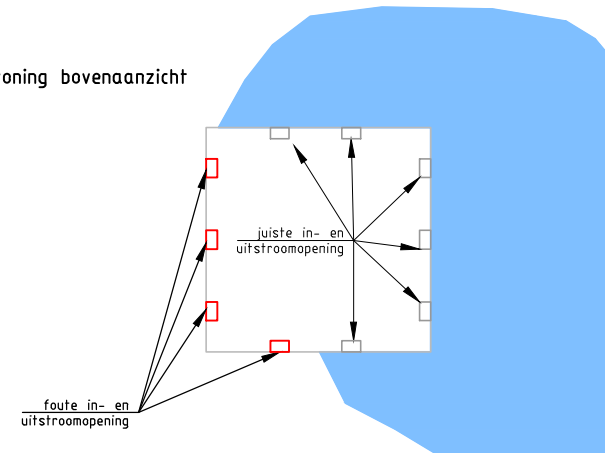 oning bovenaanzicht
juiste in- en
uitstroomopening
foute in- en
uitstroomopening